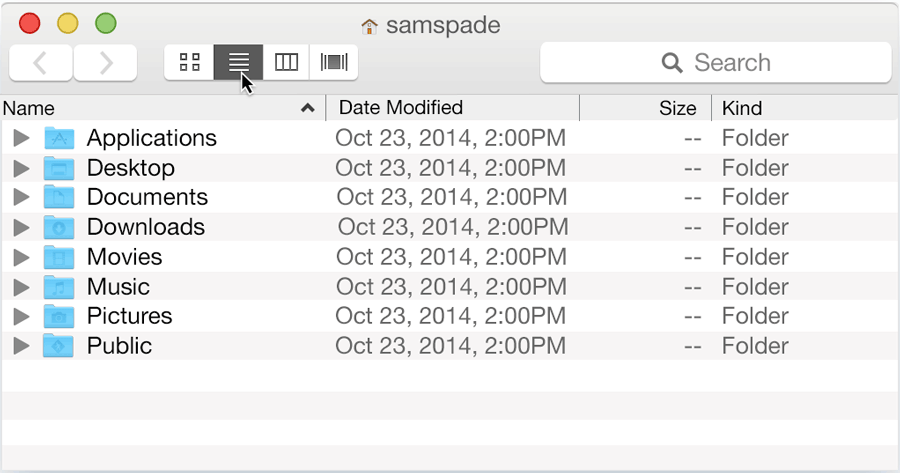 samspade
Search
Name Date Modified Size Kind
Applications Oct 23, 2014, 2:00PM -- Folder
Desktop Oct 23, 2014, 2:00PM -- Folder
Documents Oct 23, 2014, 2:00PM -- Folder
Downloads Oct 23, 2014, 2:00PM -- Folder
Movies Oct 23, 2014, 2:00PM -- Folder
Music Oct 23, 2014, 2:00PM -- Folder
Pictures Oct 23, 2014, 2:00PM -- Folder
Public Oct 23, 2014, 2:00PM -- Folder